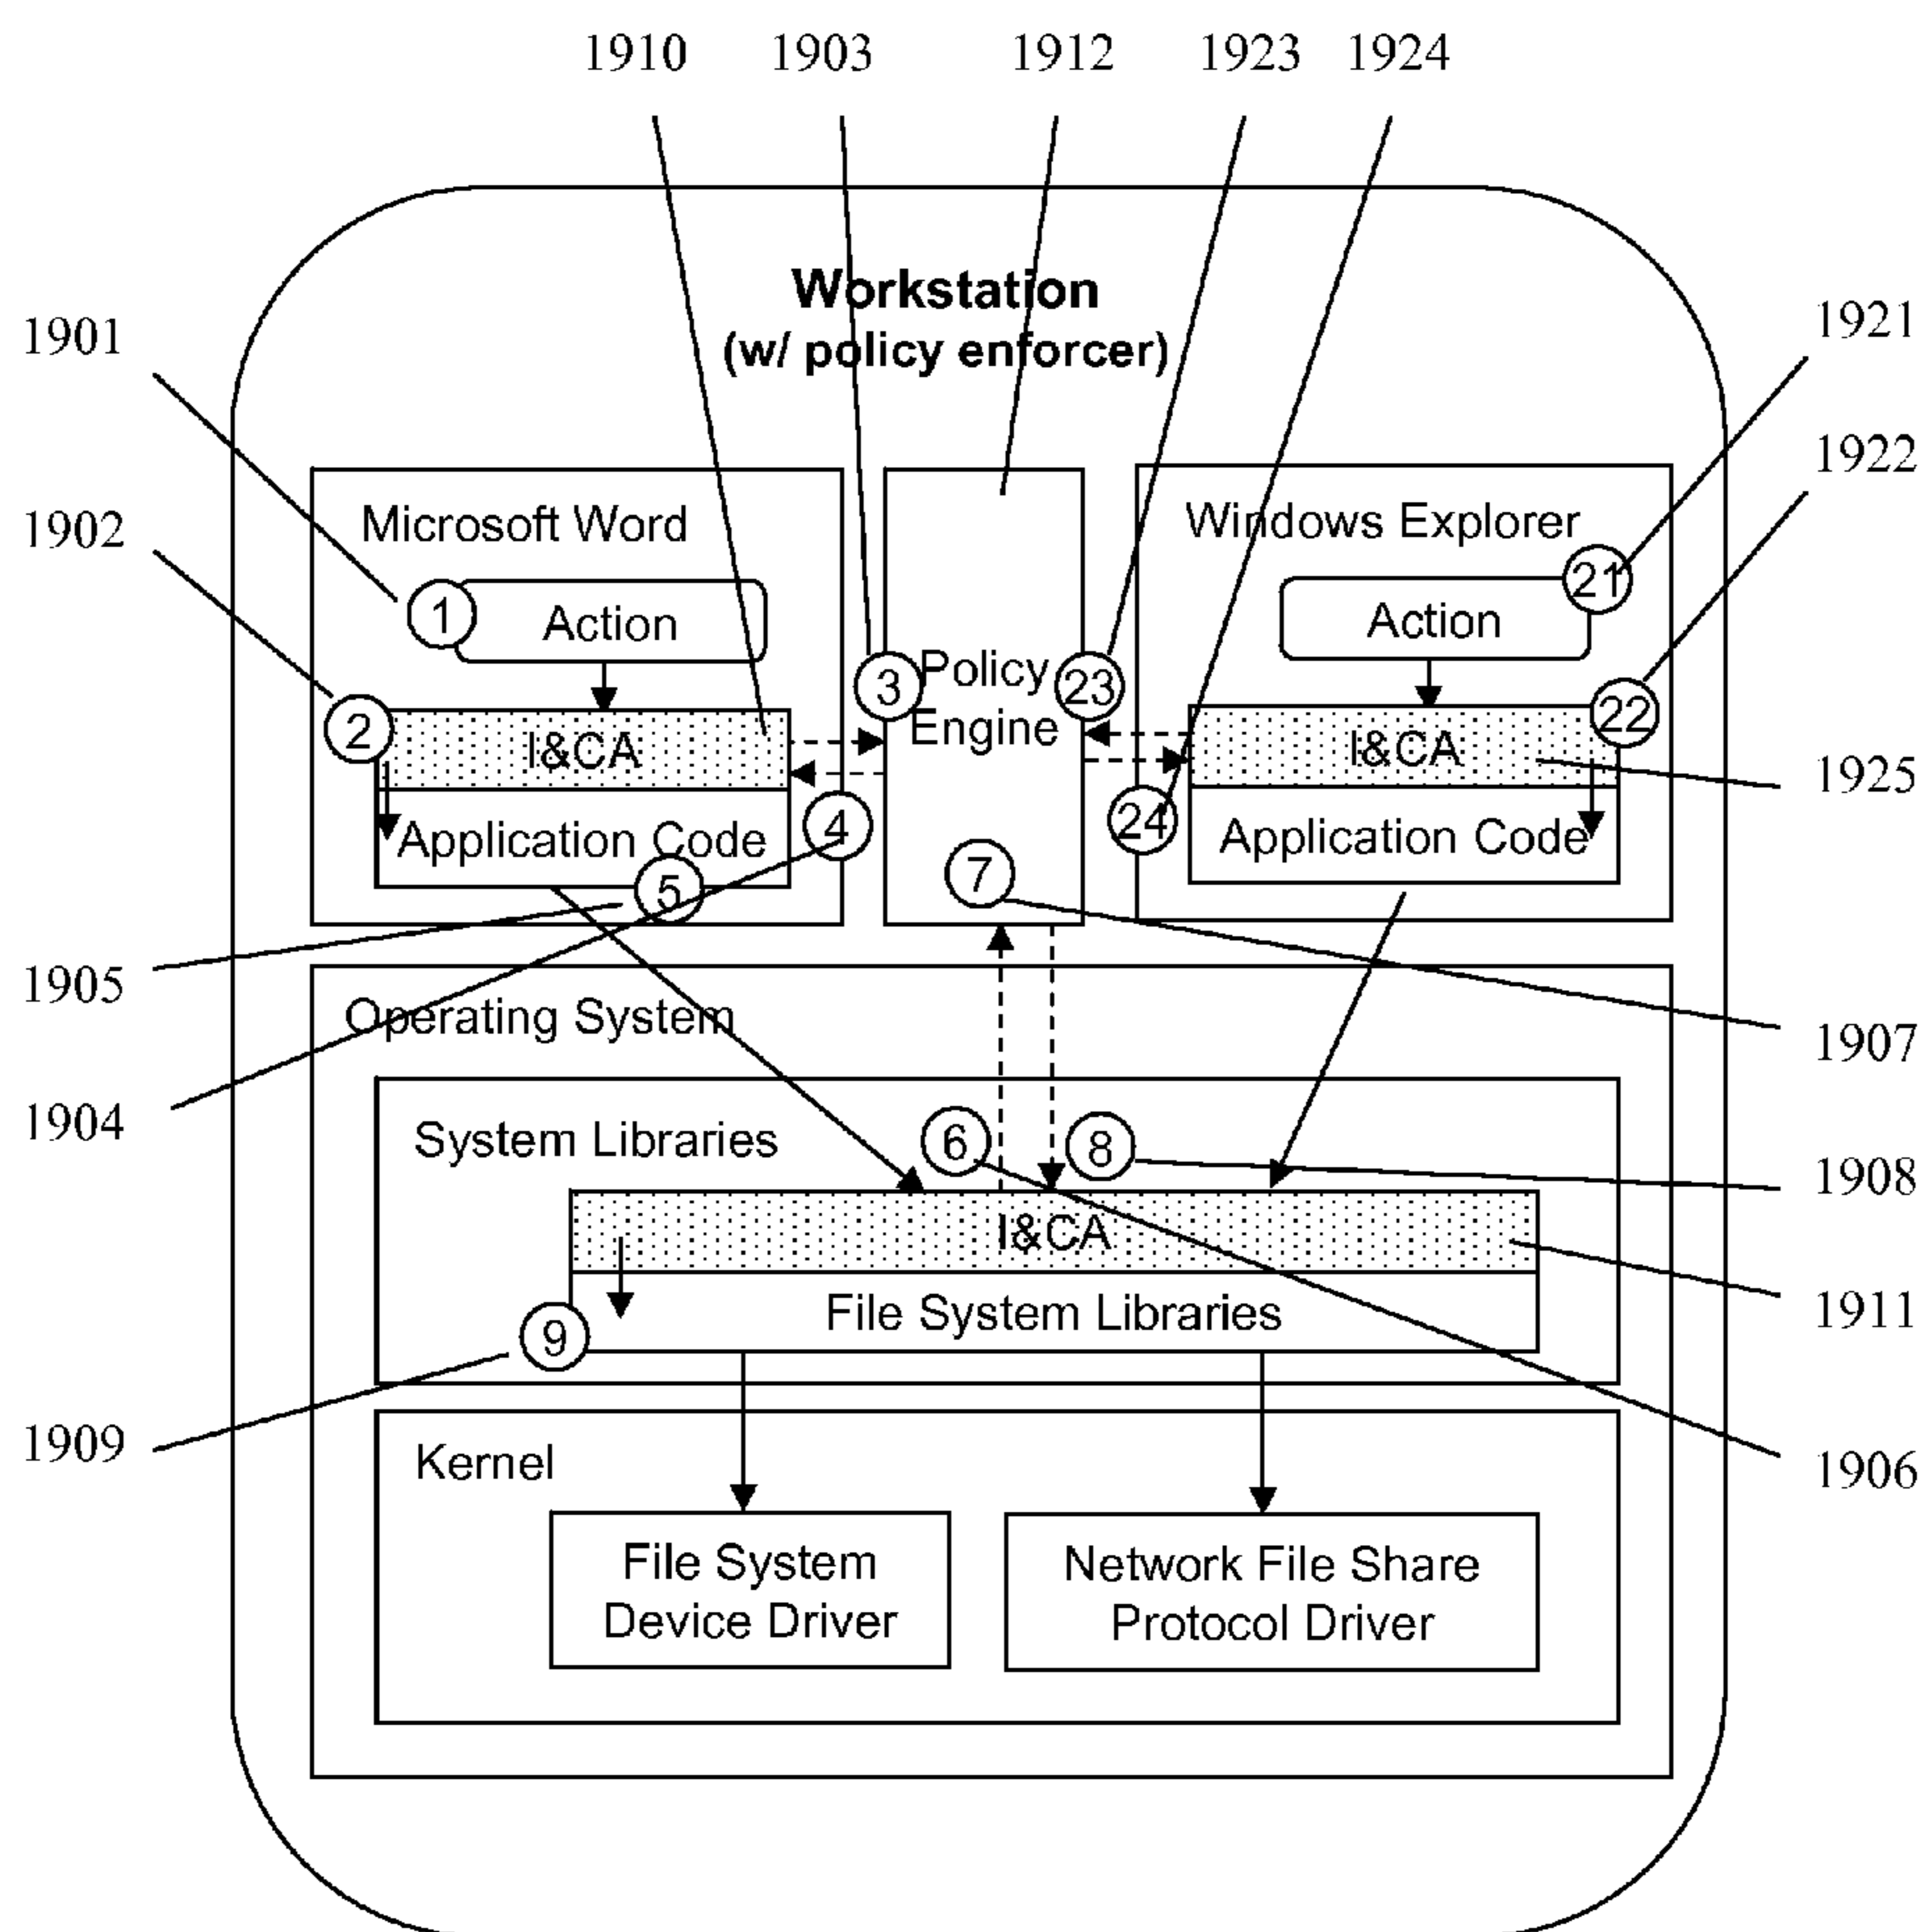 1910 1903 1912 1923 1924
Workstation
(w/ policy enforcer)
1901
1921
1922
1902
Microsoft Word
Windows Explorer
1 Action
Action 21
2 I&CA
3 Policy 23
Engine
I&CA 22
1925
4
24
Application Code
Application Code
5
7
1905
Operating System
1907
1904
System Libraries
6
8
1908
I&CA
1911
File System Libraries
9
1909
Kernel
1906
File System
Device Driver
Network File Share
Protocol Driver